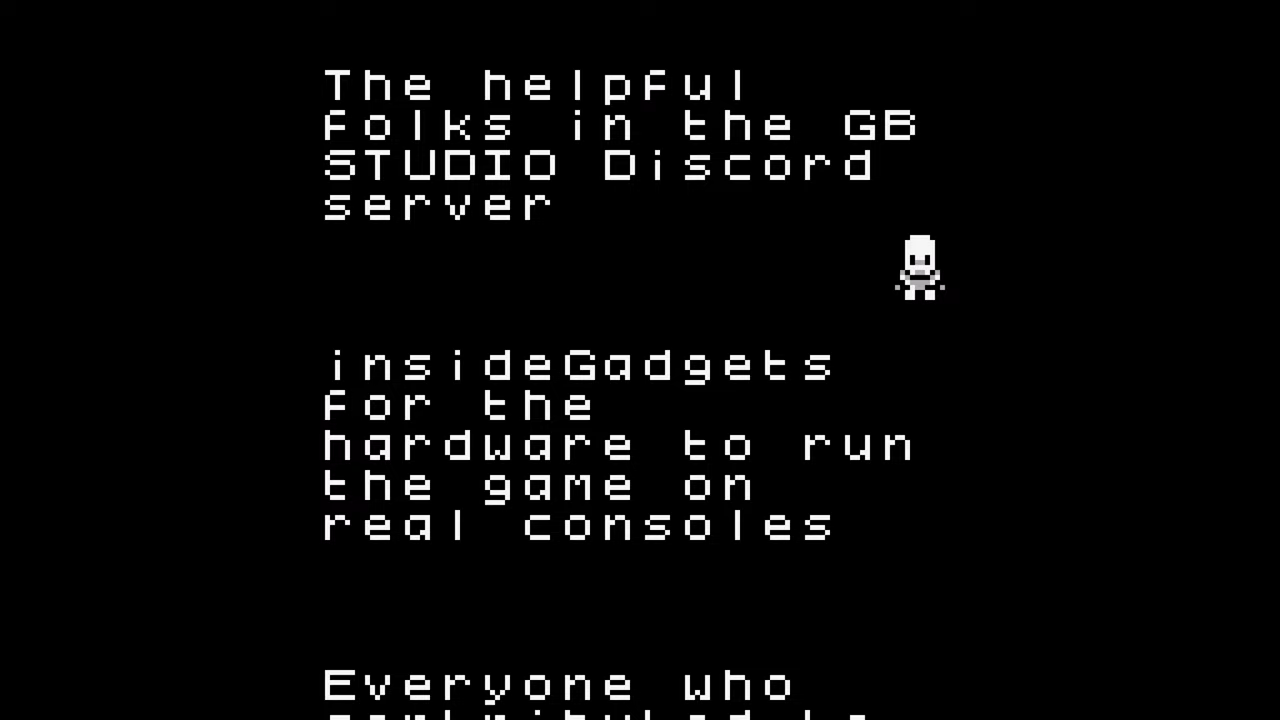 The helpful
folks in the GB
STUDIO Discord
server
insideGadgets
for the
hardware to run
the game on
real consoles
Everyone who